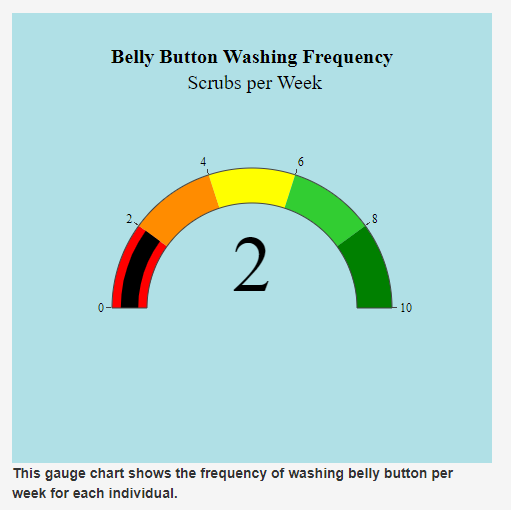 Belly Button Washing Frequency
Scrubs per Week
4
6
2
8
2
0
10
This gauge chart shows the frequency of washing belly button per
week for each individual.